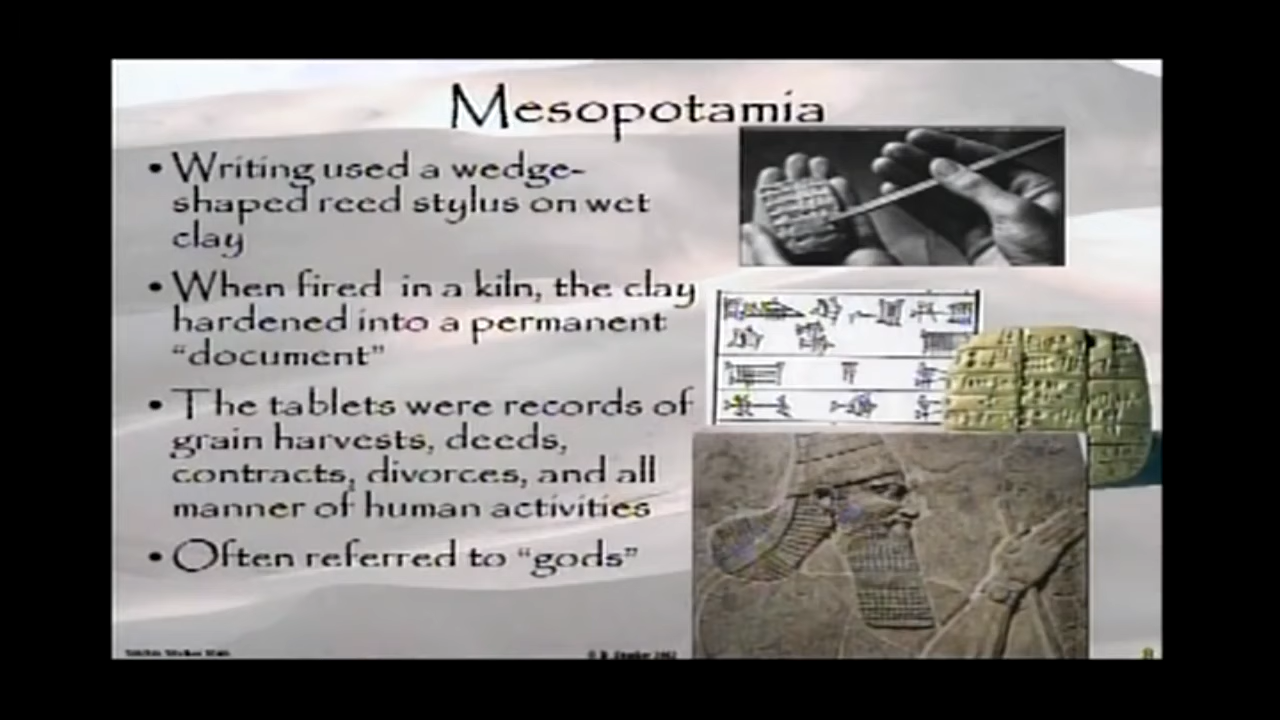 Mesopotamia
• Writing used a wedge-
shaped reed stylus on wet
clay
• When fired in a kiln, the clay
hardened into a permanent
“document”
• The tablets were records of
grain harvests, deeds,
contracts, divorces, and all
manner of human activities
• Often referred to “gods”
8